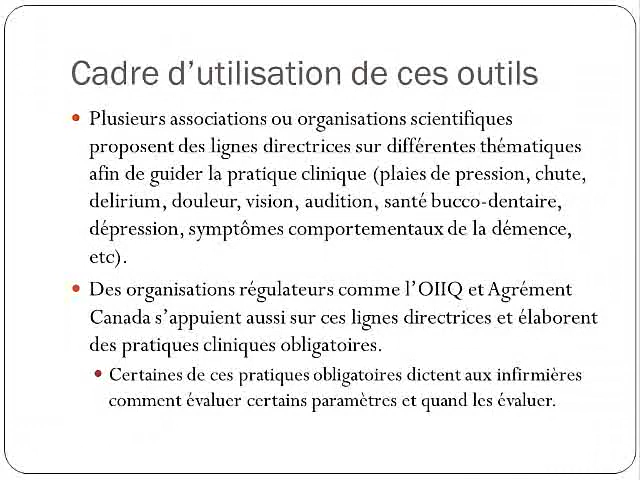 Cadre d’utilisation de ces outils
• Plusieurs associations ou organisations scientifiques
proposent des lignes directrices sur différentes thématiques
afin de guider la pratique clinique (plaies de pression, chute,
delirium, douleur, vision, audition, santé bucco-dentaire,
dépression, symptômes comportementaux de la démence,
etc).
• Des organisations régulateurs comme l’OIIQ et Agrément
Canada s’appuient aussi sur ces lignes directrices et élaborent
des pratiques cliniques obligatoires.
• Certaines de ces pratiques obligatoires dictent aux infirmières
comment évaluer certains paramètres et quand les évaluer.